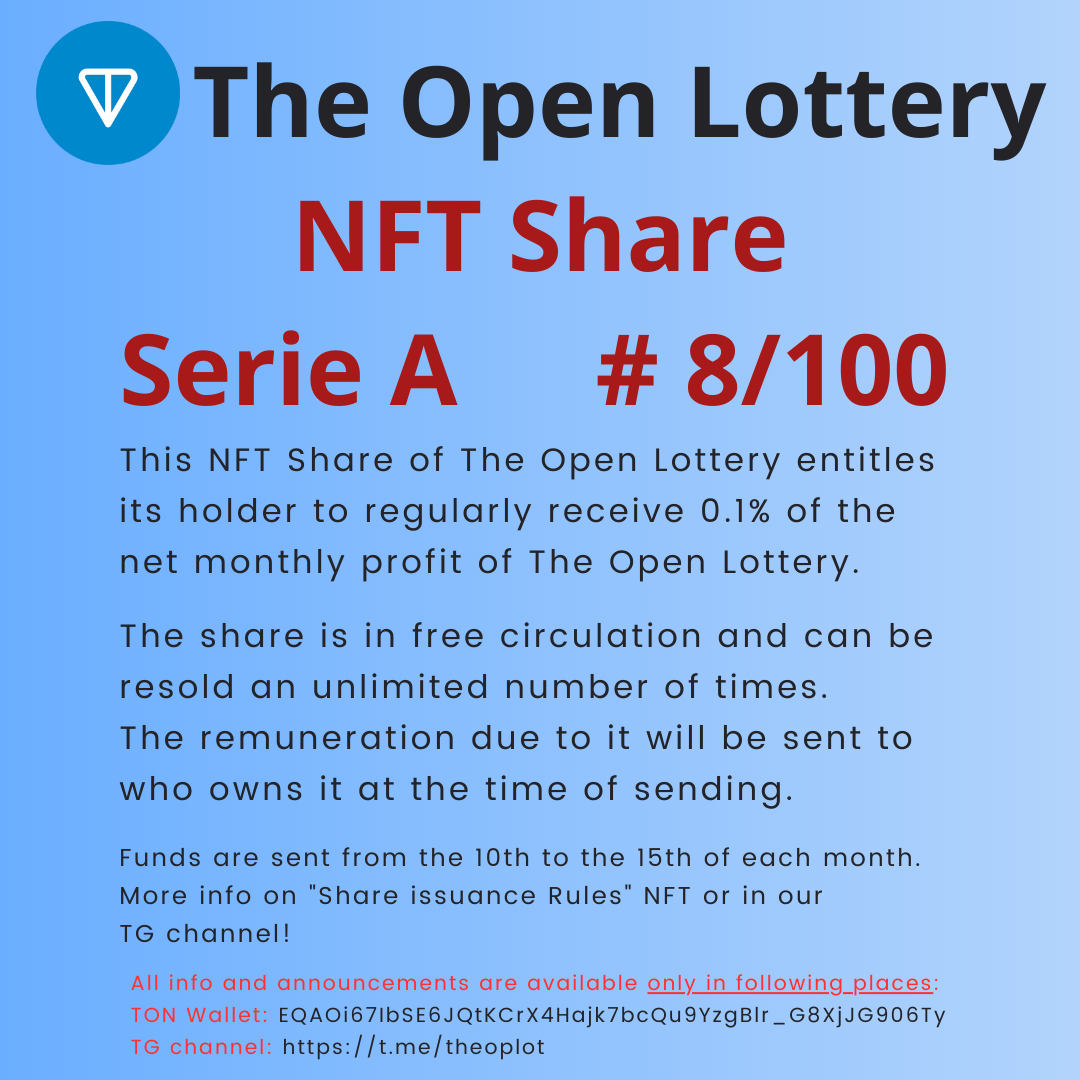 The Open Lottery
NFT Share
Serie A # 8/100
This NFT Share of The Open Lottery entitles
its holder to regularly receive 0.1% of the
net monthly profit of The Open Lottery.
The share is in free circulation and can be
resold an unlimited number of times.
The remuneration due to it will be sent to
who owns it at the time of sending.
Funds are sent from the 10th to the 15th of each month.
More info on "Share issuance Rules" NFT or in our
TG channel!
All info and announcements are available only in following places:
TON Wallet: EQAOi67IbSE6JQtKCrX4Hajk7bcQu9YzgBlr_G8XjJG906Ty
TG channel: https://t.me/theoplot